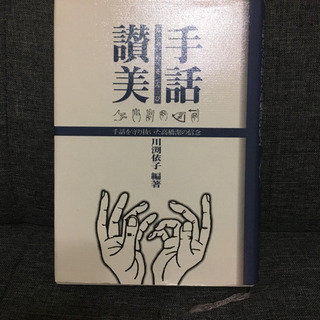 手話
讃美
手話を守り抜いた高橋潔の信念
川渕依子 編著